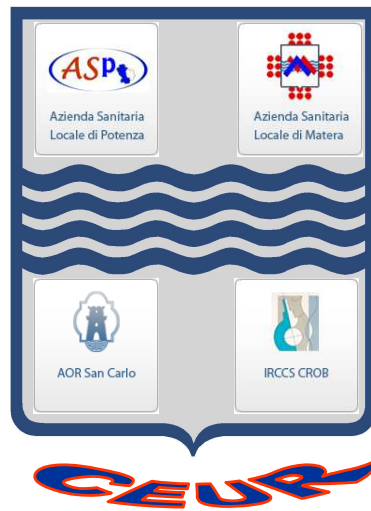 ASP
Azienda Sanitaria
Locale di Potenza
Azienda Sanitaria
Locale di Matera
AOR San Carlo
IRCCS CROB
CEUR